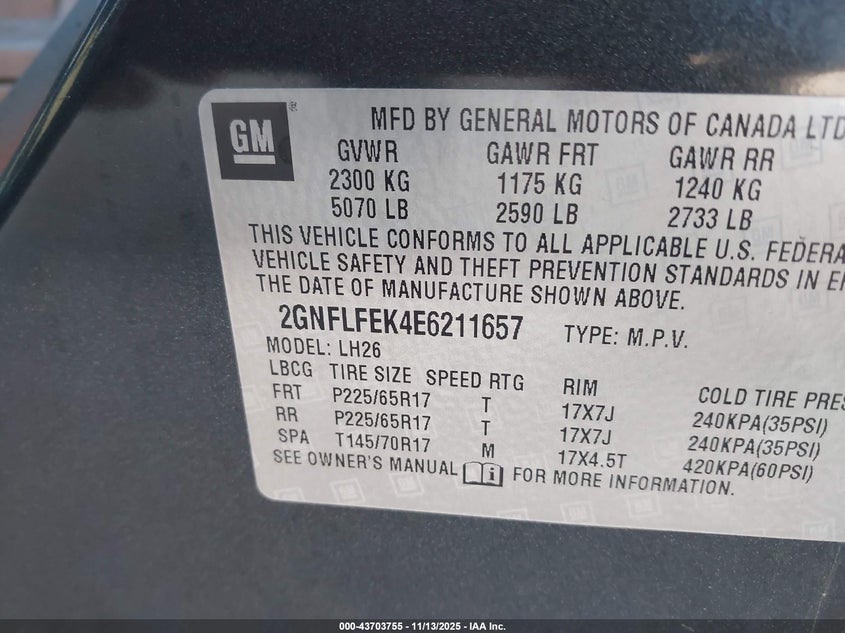 GM ®
MFD BY GENERAL MOTORS OF CANADA LTD
GVWR GAWR FRT GAWR RR
2300 KG 1175 KG 1240 KG
5070 LB 2590 LB 2733 LB
THIS VEHICLE CONFORMS TO ALL APPLICABLE U.S. FEDERA
VEHICLE SAFETY AND THEFT PREVENTION STANDARDS IN E
THE DATE OF MANUFACTURE SHOWN ABOVE.
2GNFLFEK4E6211657 TYPE: M.P.V.
MODEL: LH26
LBCG TIRE SIZE SPEED RTG RIM COLD TIRE PRES
FRT P225/65R17 T 17X7J 240KPA(35PSI)
RR P225/65R17 T 17X7J 240KPA(35PSI)
SPA T145/70R17 M 17X4.5T 420KPA(60PSI)
SEE OWNER'S MANUAL i FOR MORE INFORMATION.
000-43703755 - 11/13/2025 - IAA Inc.